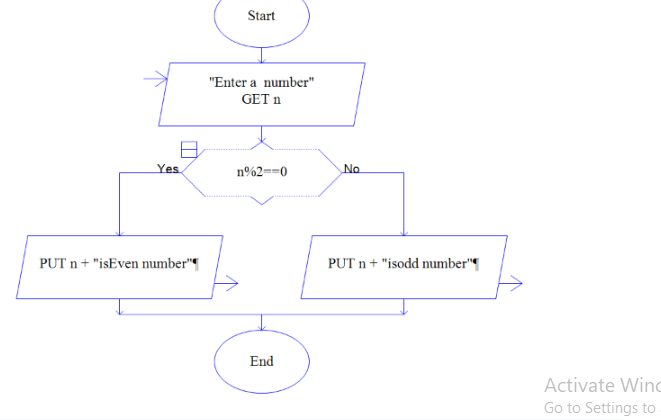 Start
"Enter a number"
GET n
Yes
n%2==0
No
PUT n + "isEven number"¶
PUT n + "isodd number"¶
End
Activate Wind
Go to Settings to